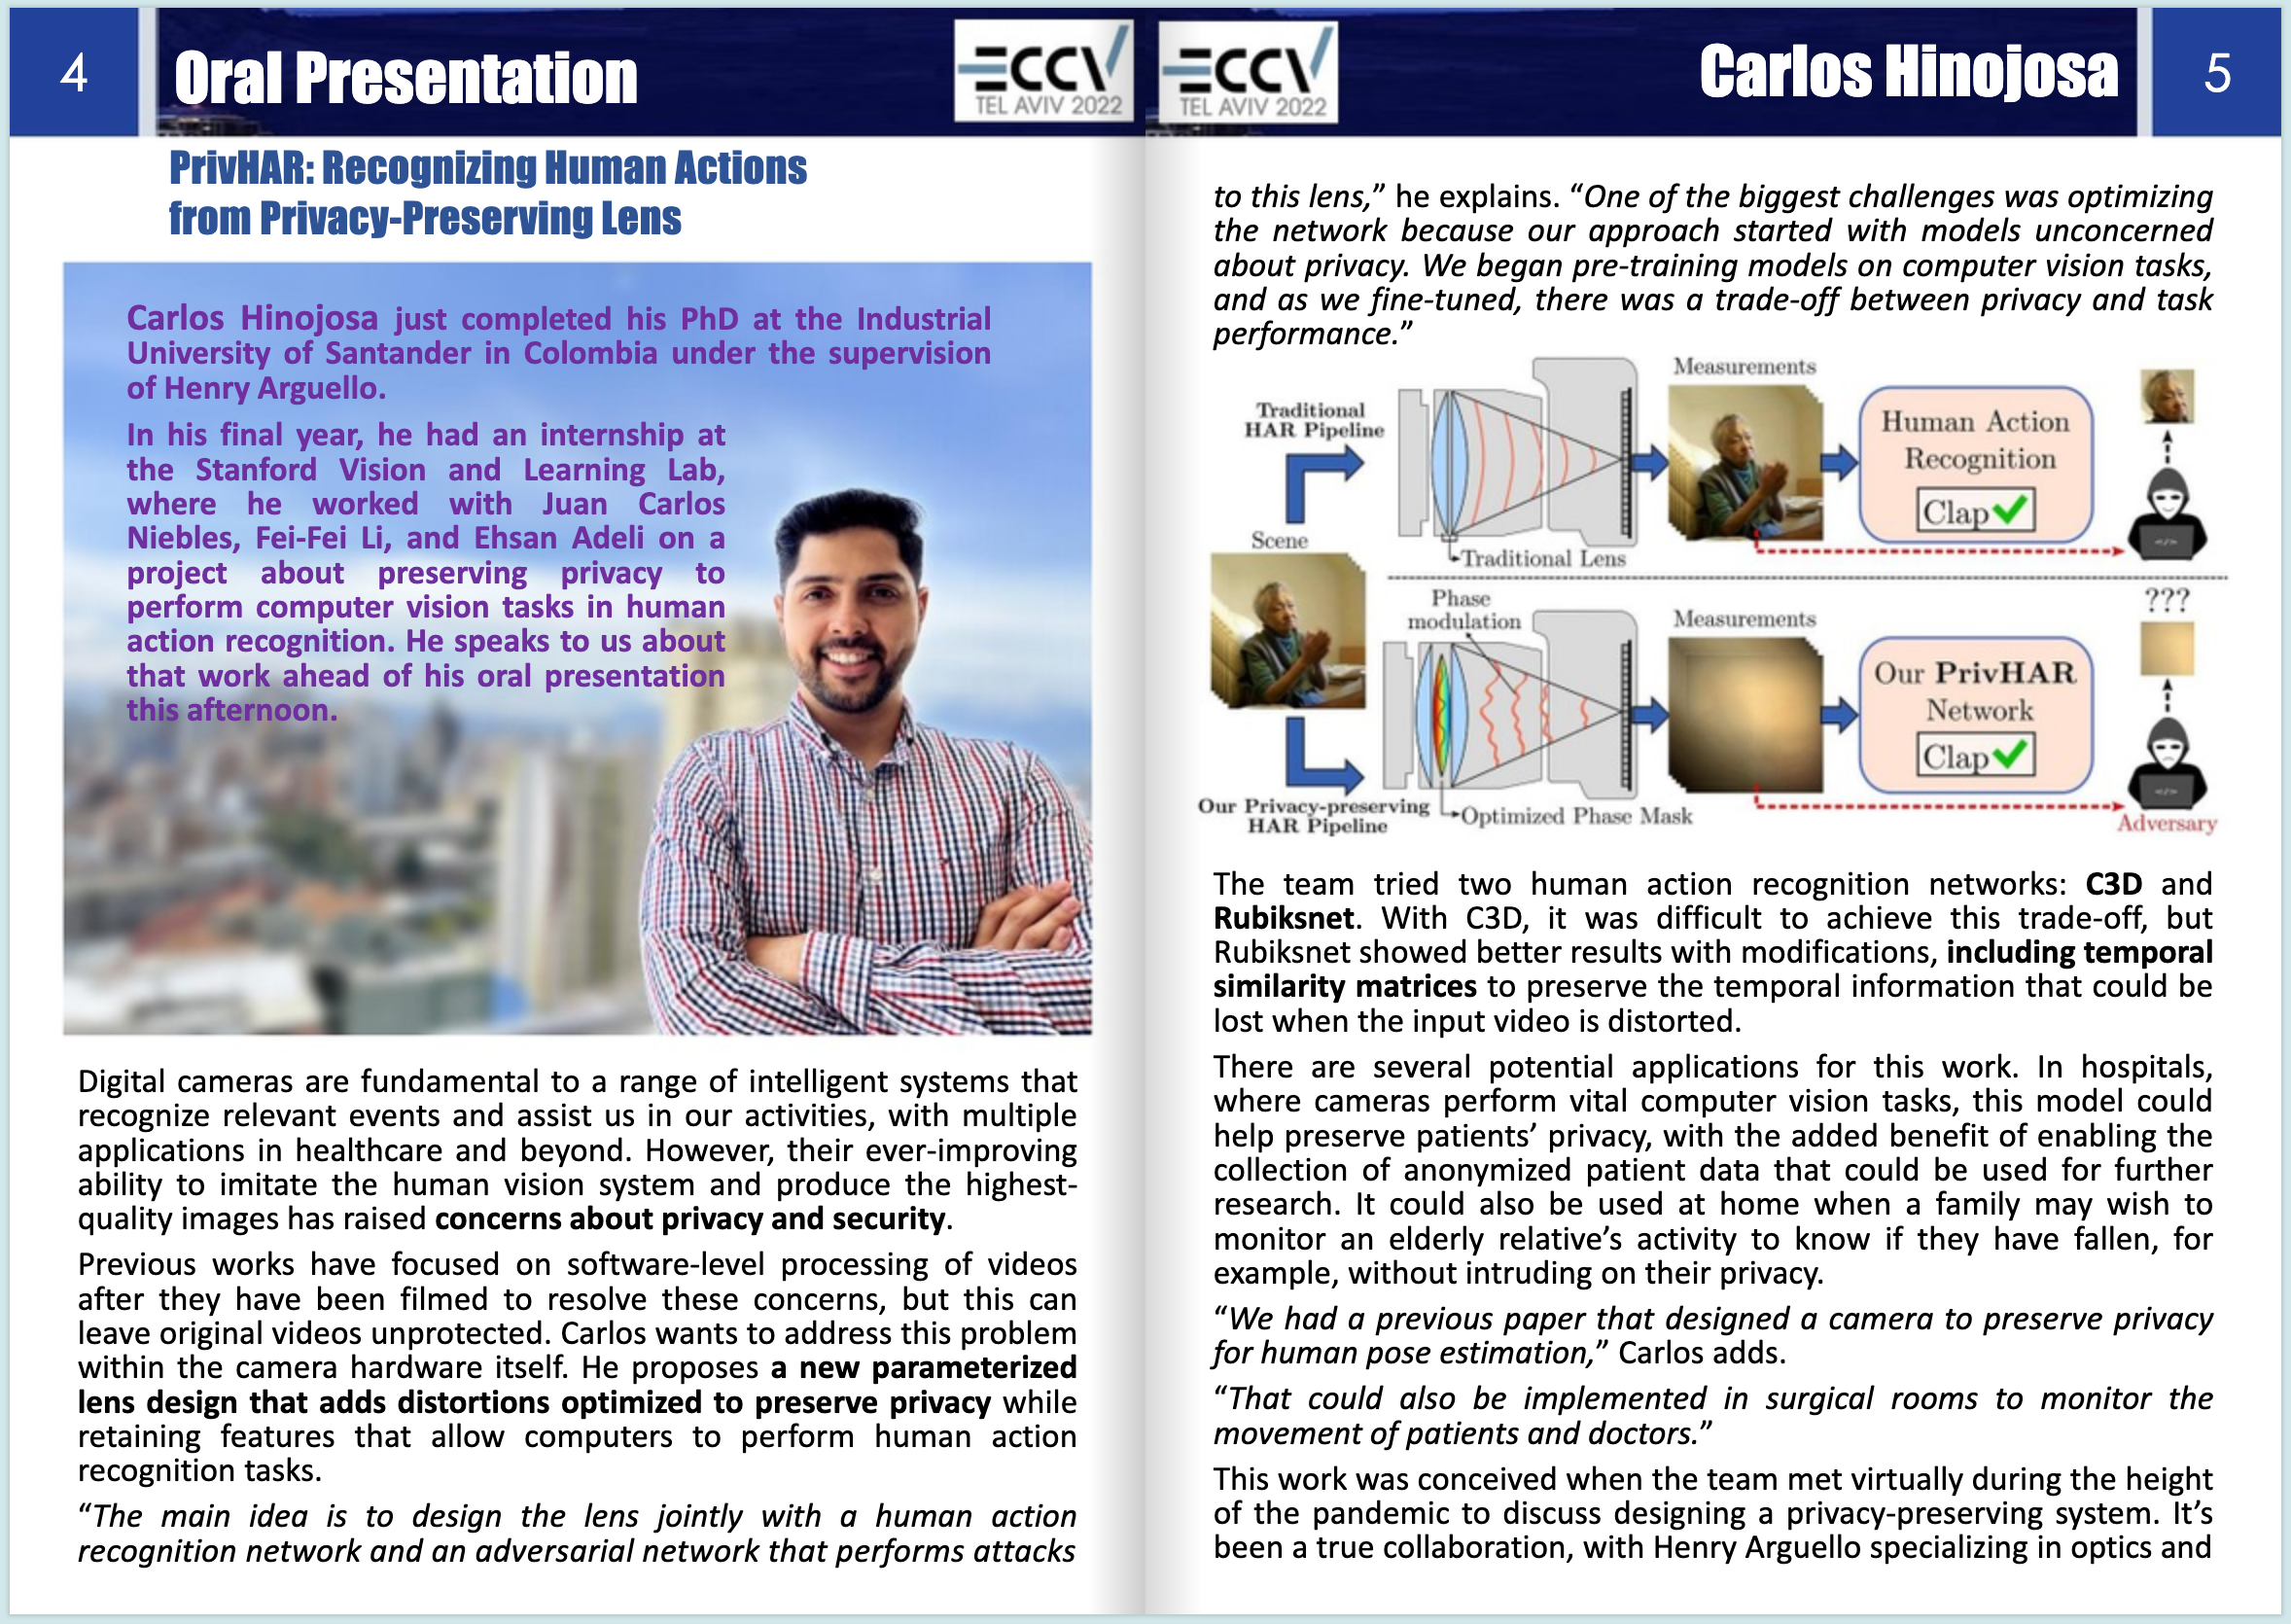 4
Oral Presentation
ECCV
TEL AVIV 2022
PrivHAR: Recognizing Human Actions
from Privacy-Preserving Lens
Carlos Hinojosa just completed his PhD at the Industrial
University of Santander in Colombia under the supervision
of Henry Arguello.
In his final year, he had an internship at
the Stanford Vision and Learning Lab,
where he worked with Juan Carlos
Niebles, Fei-Fei Li, and Ehsan Adeli on a
project about preserving privacy to
perform computer vision tasks in human
action recognition. He speaks to us about
that work ahead of his oral presentation
this afternoon.
Digital cameras are fundamental to a range of intelligent systems that
recognize relevant events and assist us in our activities, with multiple
applications in healthcare and beyond. However, their ever-improving
ability to imitate the human vision system and produce the highest-
quality images has raised concerns about privacy and security.
Previous works have focused on software-level processing of videos
after they have been filmed to resolve these concerns, but this can
leave original videos unprotected. Carlos wants to address this problem
within the camera hardware itself. He proposes a new parameterized
lens design that adds distortions optimized to preserve privacy while
retaining features that allow computers to perform human action
recognition tasks.
“The main idea is to design the lens jointly with a human action
recognition network and an adversarial network that performs attacks
ECCV
TEL AVIV 2022
Carlos Hinojosa
5
to this lens,” he explains. “One of the biggest challenges was optimizing
the network because our approach started with models unconcerned
about privacy. We began pre-training models on computer vision tasks,
and as we fine-tuned, there was a trade-off between privacy and task
performance.”
Measurements
Traditional
HAR Pipeline
Human Action
Recognition
Clap
Scene
Traditional Lens
</>
Phase
modulation
Measurements
???
Our PrivHAR
Network
Clap
</>
Our Privacy-preserving
HAR Pipeline
Optimized Phase Mask
Adversary
The team tried two human action recognition networks: C3D and
Rubiksnet. With C3D, it was difficult to achieve this trade-off, but
Rubiksnet showed better results with modifications, including temporal
similarity matrices to preserve the temporal information that could be
lost when the input video is distorted.
There are several potential applications for this work. In hospitals,
where cameras perform vital computer vision tasks, this model could
help preserve patients’ privacy, with the added benefit of enabling the
collection of anonymized patient data that could be used for further
research. It could also be used at home when a family may wish to
monitor an elderly relative’s activity to know if they have fallen, for
example, without intruding on their privacy.
“We had a previous paper that designed a camera to preserve privacy
for human pose estimation,” Carlos adds.
“That could also be implemented in surgical rooms to monitor the
movement of patients and doctors.”
This work was conceived when the team met virtually during the height
of the pandemic to discuss designing a privacy-preserving system. It’s
been a true collaboration, with Henry Arguello specializing in optics and